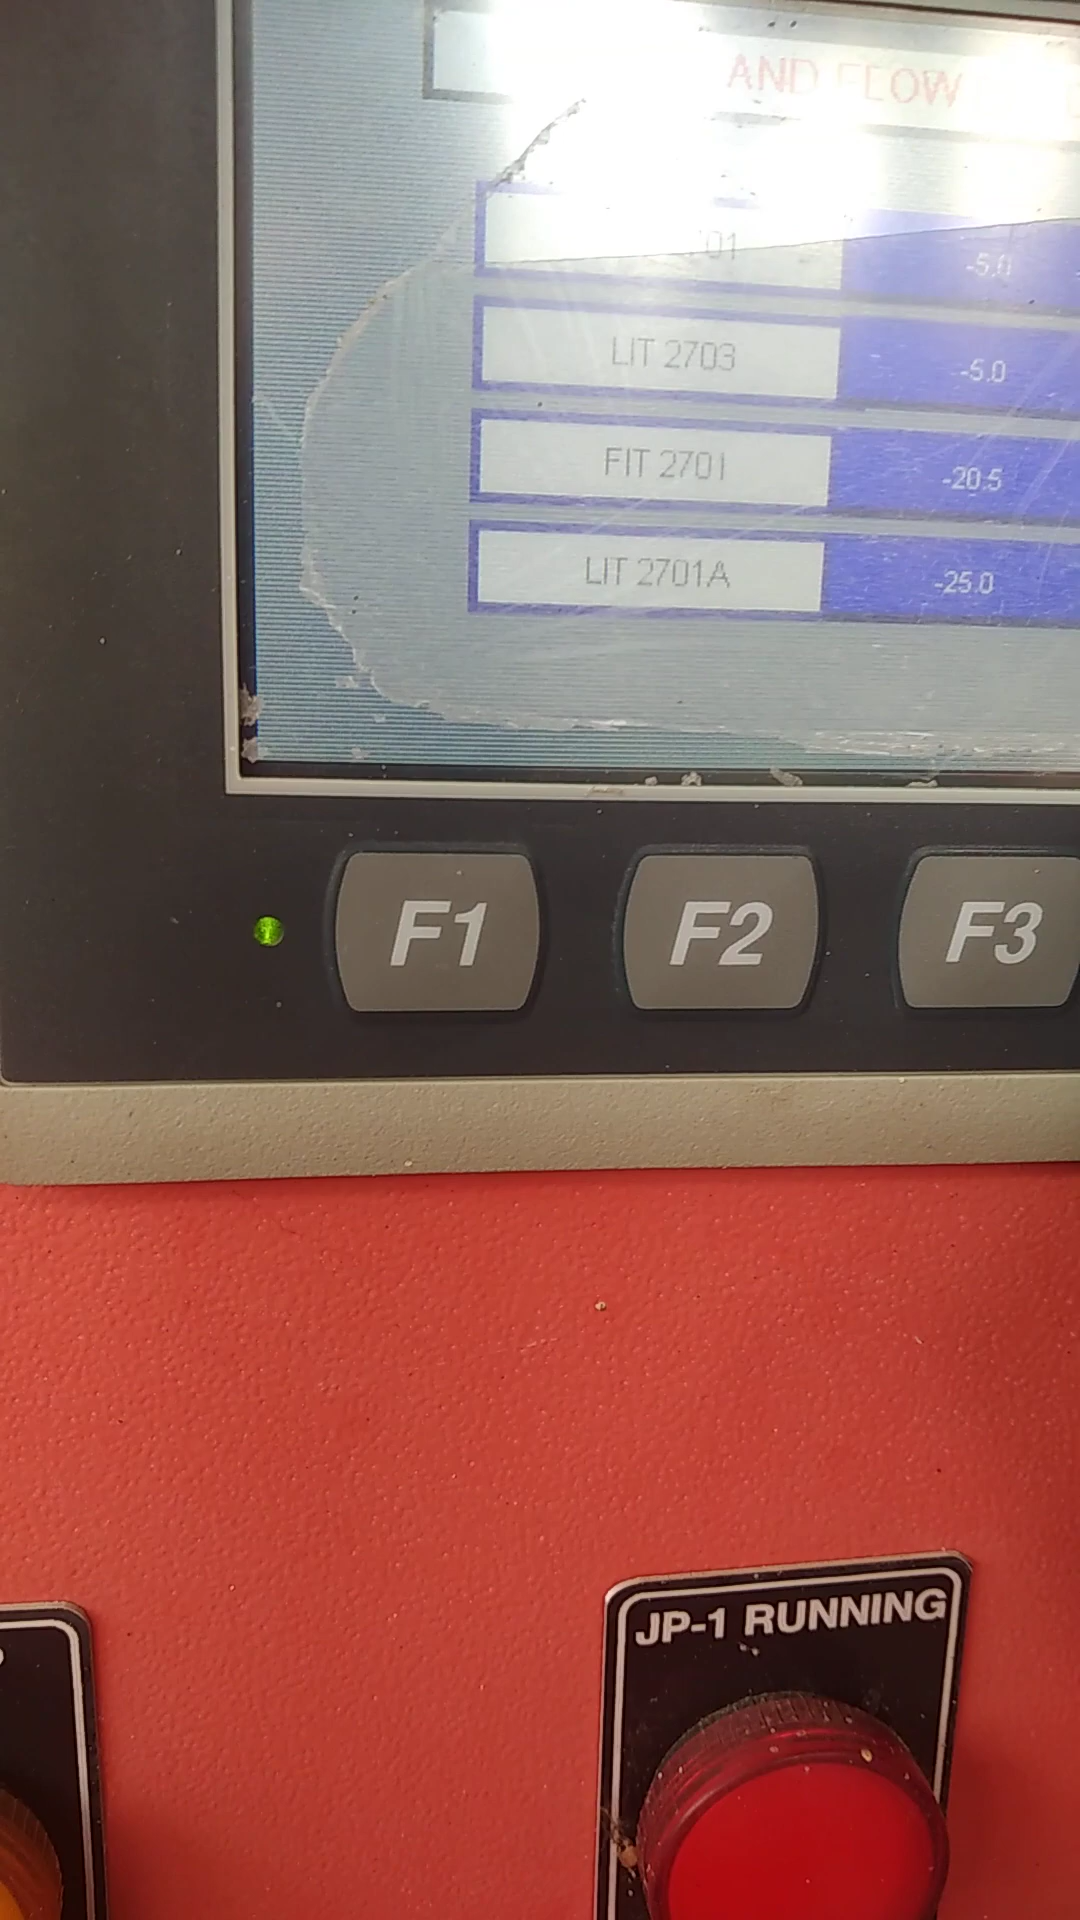 AND FLOW
01 -5.0
LIT 2703 -5.0
FIT 2701 -20.5
LIT 2701A -25.0
F1 F2 F3
JP-1 RUNNING